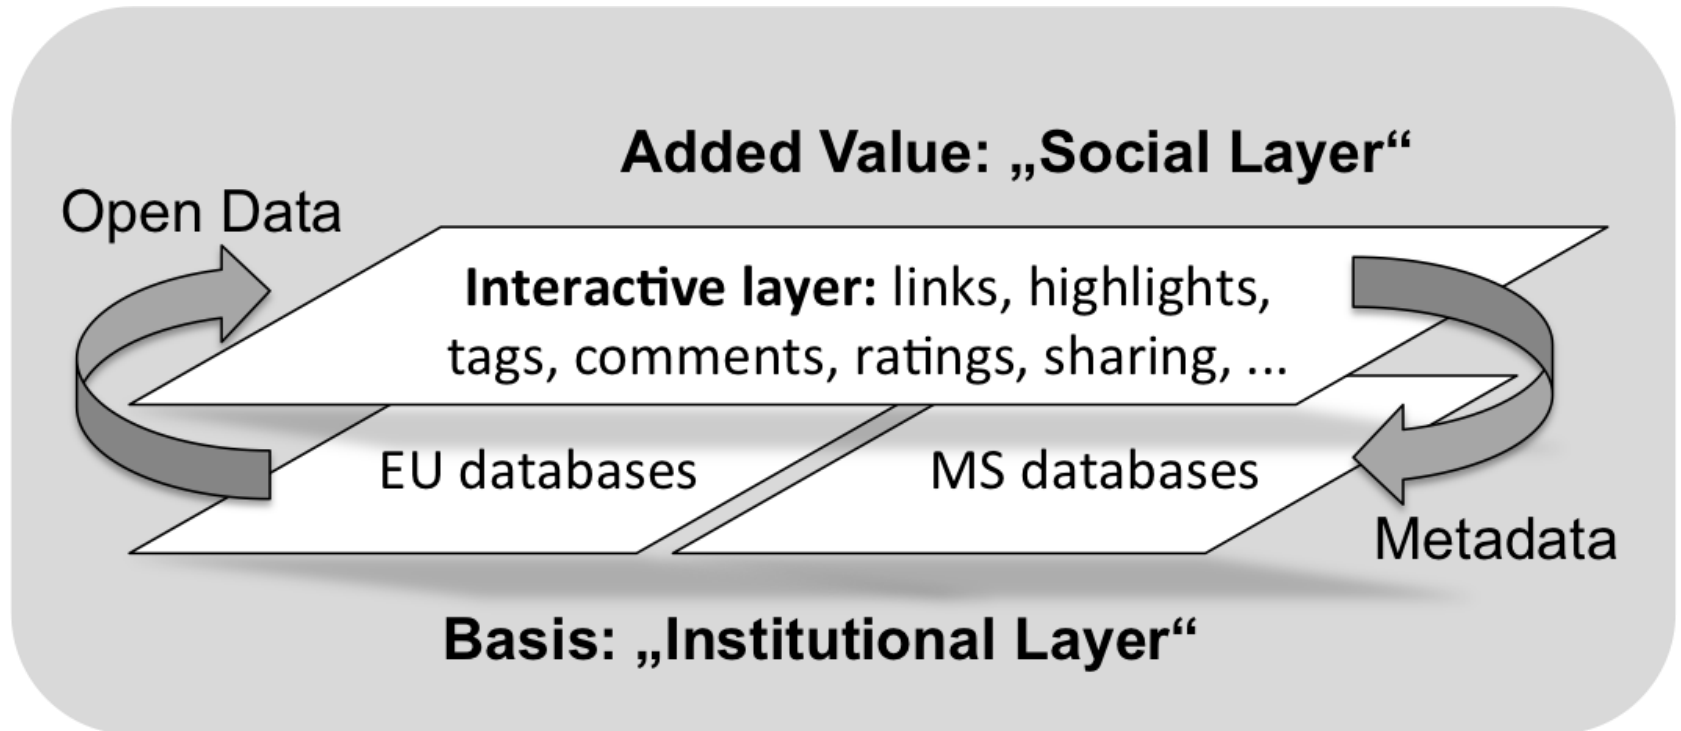 Added Value: „Social Layer“
Open Data
Interactive layer: links, highlights,
tags, comments, ratings, sharing, ...
EU databases
MS databases
Metadata
Basis: „Institutional Layer“